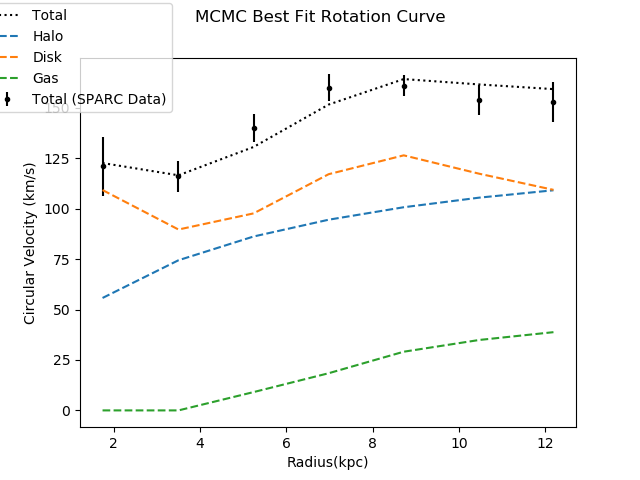 MCMC Best Fit Rotation Curve
Total
Halo
Disk
Gas
Total (SPARC Data)
150
125
100
75
50
25
0
Circular Velocity (km/s)
2 4 6 8 10 12
Radius(kpc)